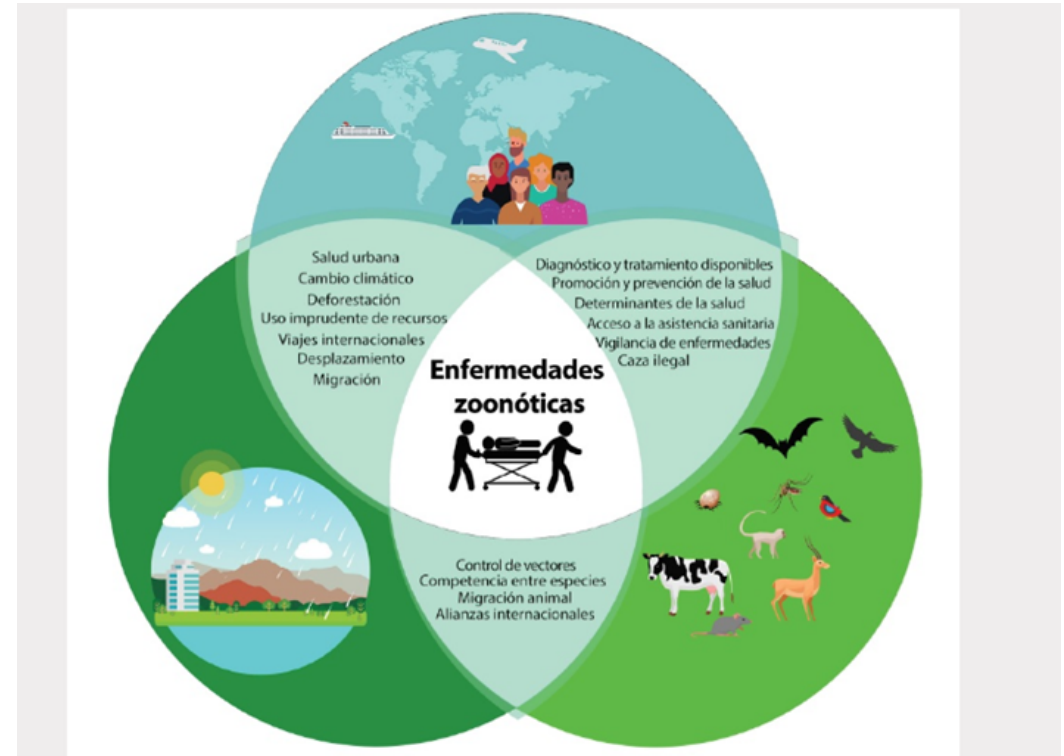 Salud urbana
Cambio climático
Deforestación
Uso imprudente de recursos
Viajes internacionales
Desplazamiento
Migración
Diagnóstico y tratamiento disponibles
Promoción y prevención de la salud
Determinantes de la salud
Acceso a la asistencia sanitaria
Vigilancia de enfermedades
Caza ilegal
Enfermedades
zoonóticas
Control de vectores
Competencia entre especies
Migración animal
Alianzas internacionales